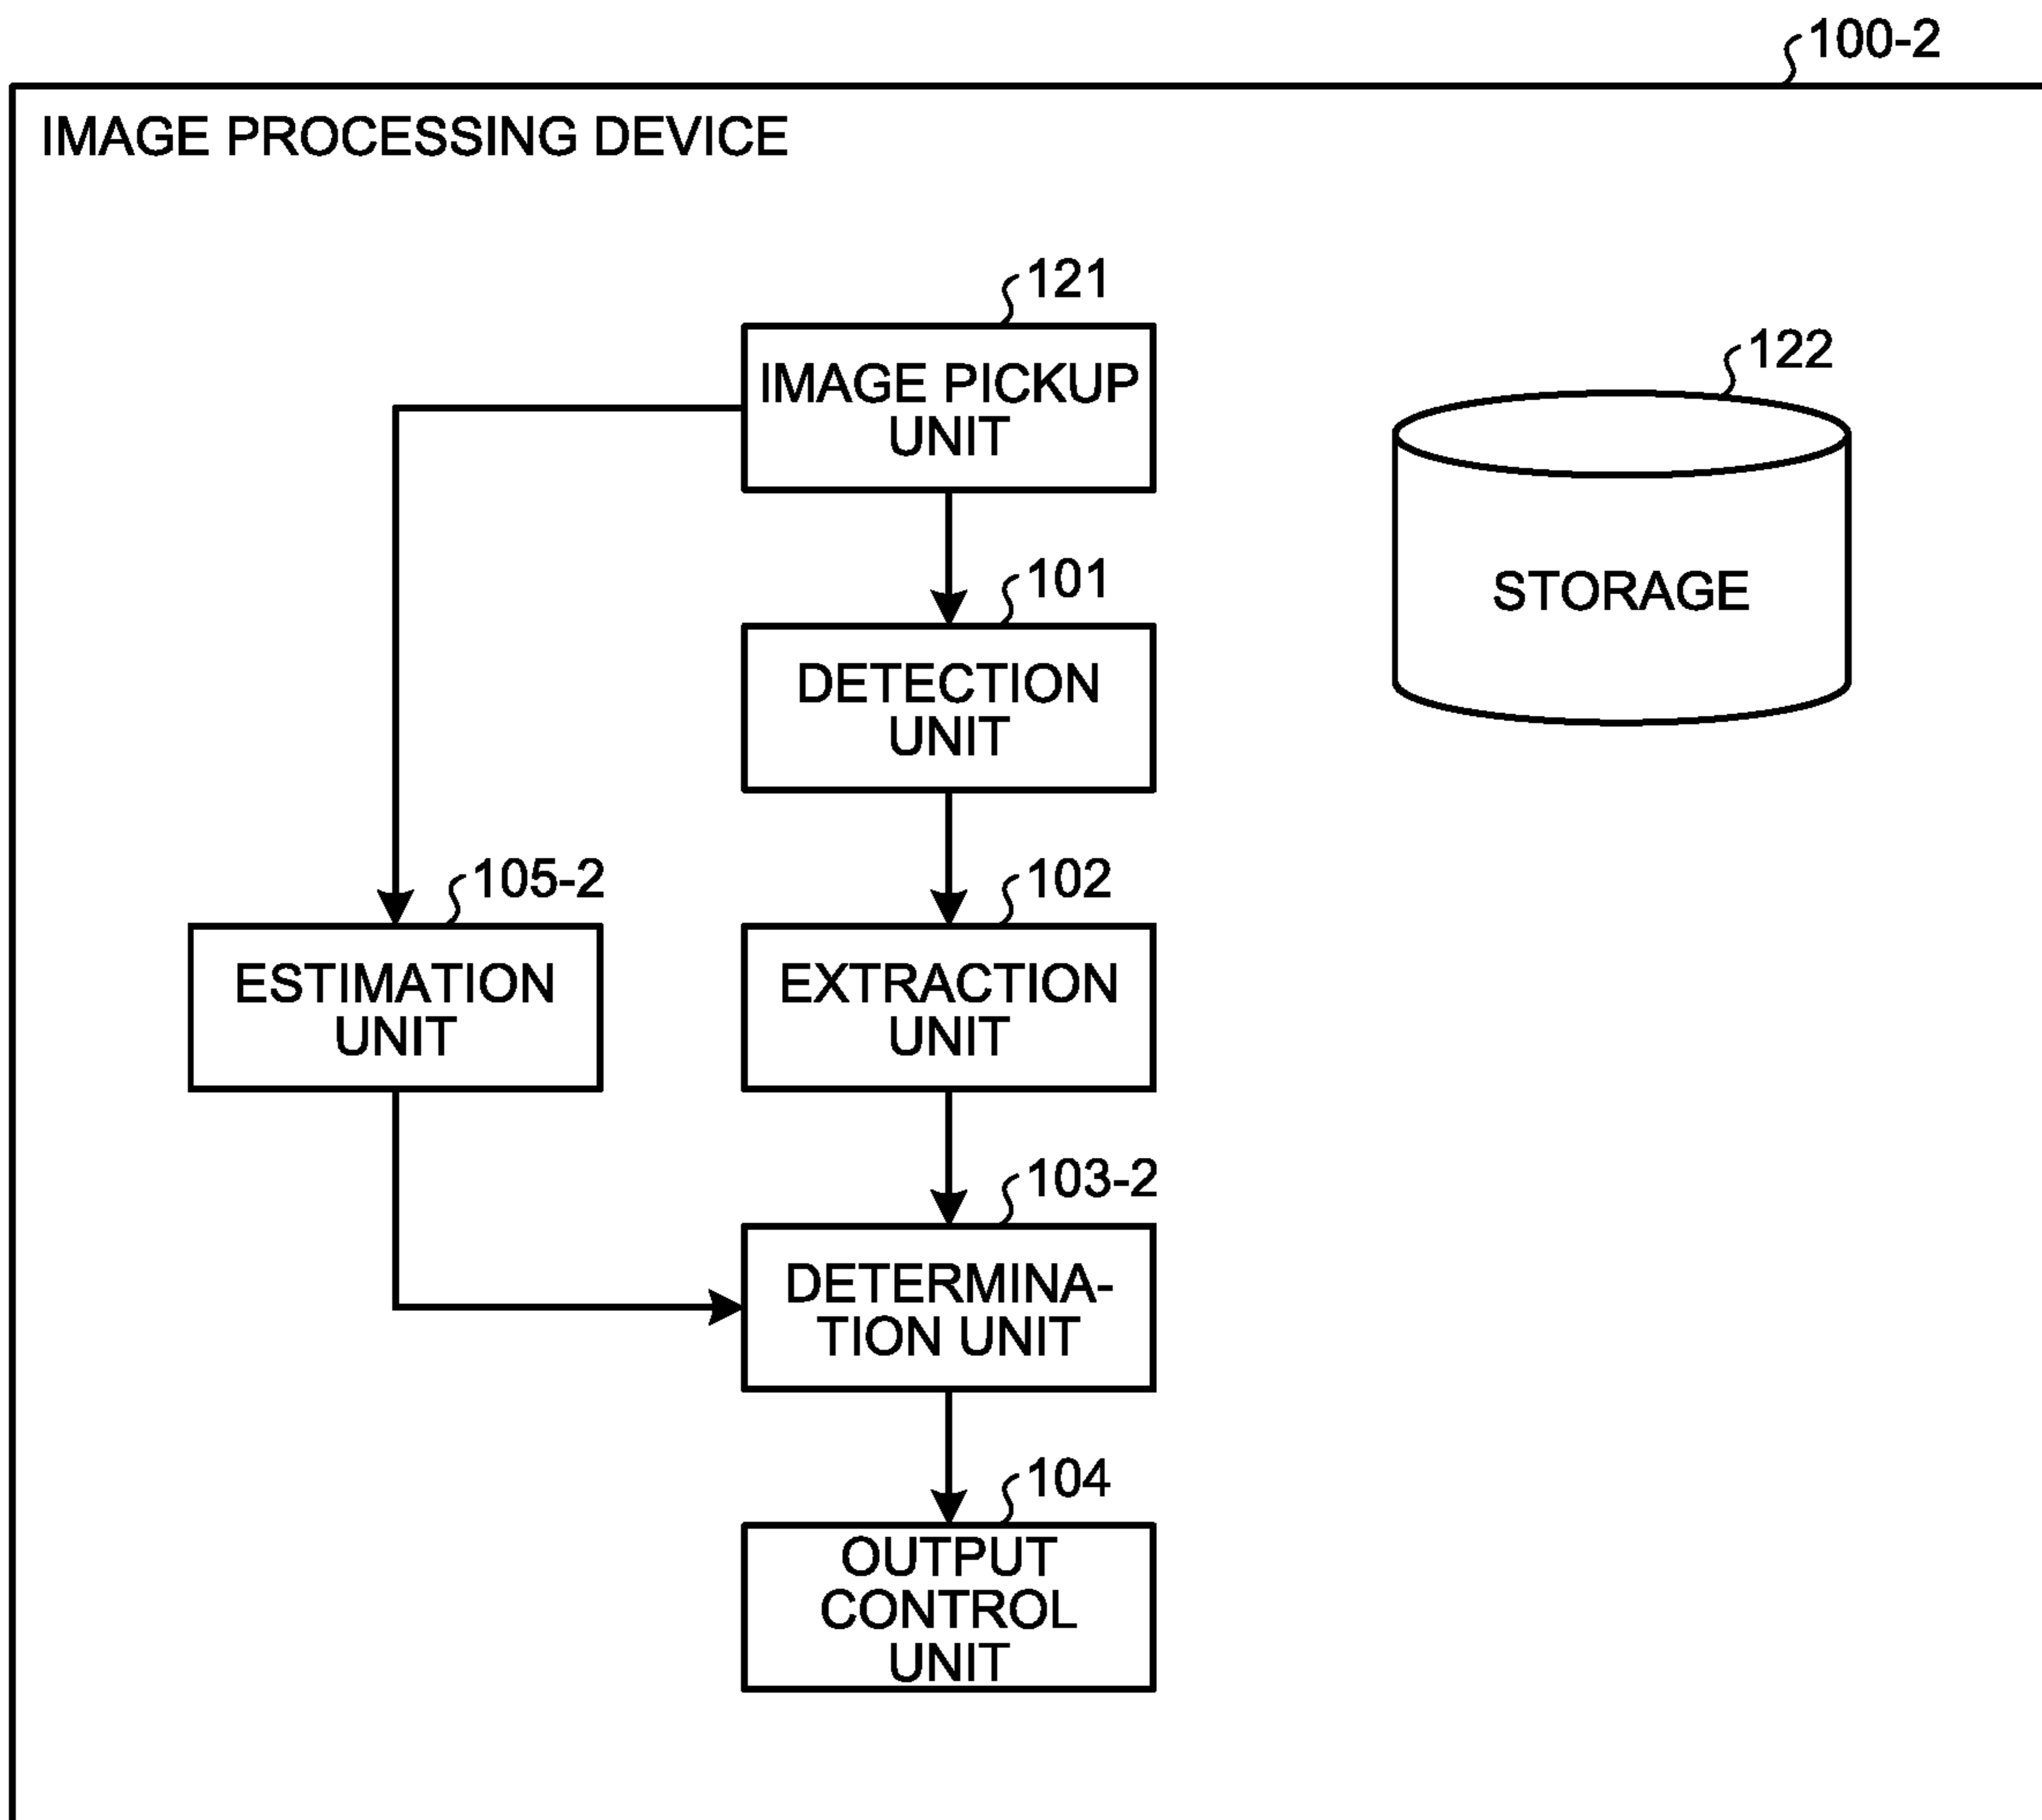 100-2
IMAGE PROCESSING DEVICE
121
IMAGE PICKUP
UNIT
122
STORAGE
101
DETECTION
UNIT
105-2
ESTIMATION
UNIT
102
EXTRACTION
UNIT
103-2
DETERMINA-
TION UNIT
104
OUTPUT
CONTROL
UNIT